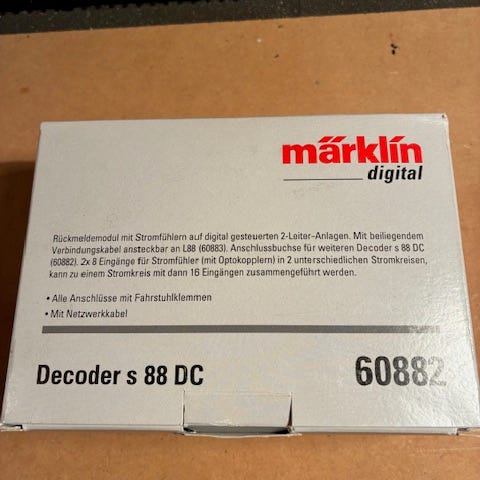 märklin
digital
Rückmeldemodul mit Stromfühlern auf digital gesteuerten 2-Leiter-Anlagen. Mit beiliegendem
Verbindungskabel ansteckbar an L88 (60883). Anschlussbuchse für weiteren Decoder s 88 DC
(60882). 2x 8 Eingänge für Stromfühler (mit Optokopplern) in 2 unterschiedlichen Stromkreisen,
kann zu einem Stromkreis mit dann 16 Eingängen zusammengeführt werden.
• Alle Anschlüsse mit Fahrstuhlklemmen
• Mit Netzwerkkabel
Decoder s 88 DC
60882